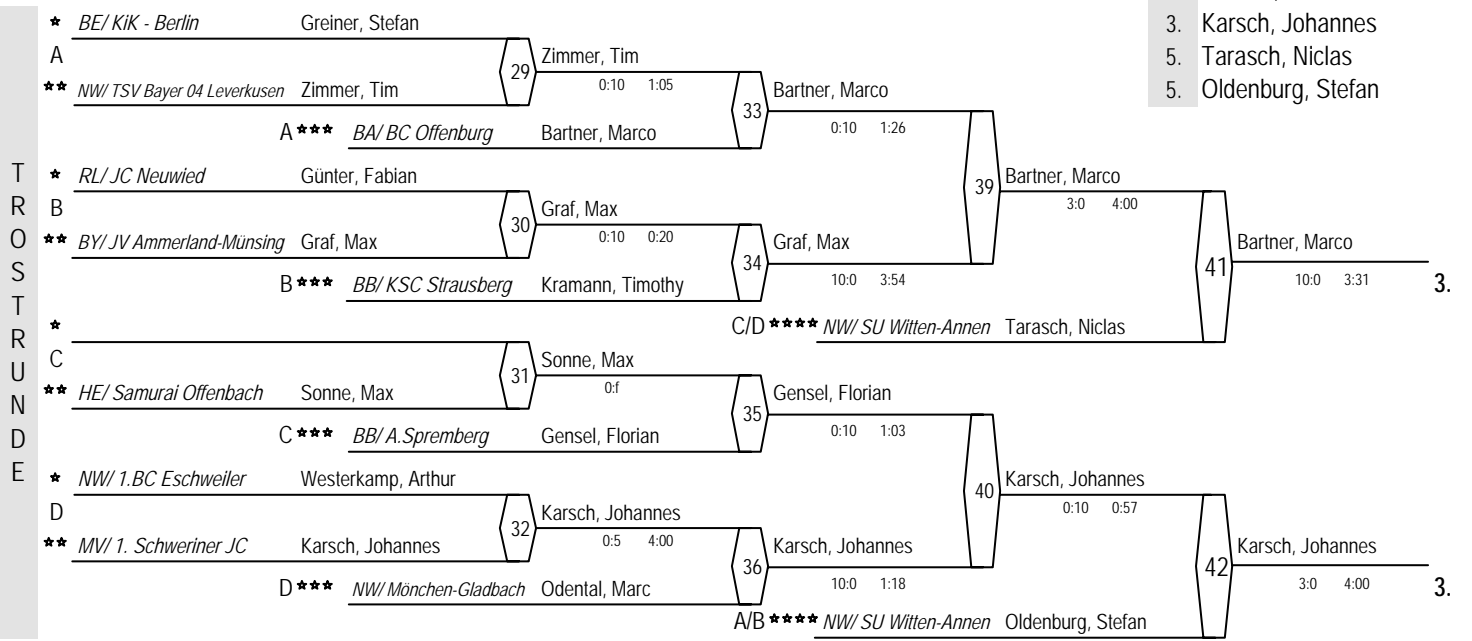 3. Karsch, Johannes
5. Tarasch, Niclas
5. Oldenburg, Stefan
TROSTRUNDE
* BE/ KiK - Berlin Greiner, Stefan
A
29 Zimmer, Tim
0:10 1:05
** NW/ TSV Bayer 04 Leverkusen Zimmer, Tim
33 Bartner, Marco
0:10 1:26
A *** BA/ BC Offenburg Bartner, Marco
* RL/ JC Neuwied Günter, Fabian
39 Bartner, Marco
3:0 4:00
B
30 Graf, Max
0:10 0:20
** BY/ JV Ammerland-Münsing Graf, Max
34 Graf, Max
10:0 3:54
41 Bartner, Marco
10:0 3:31 3.
B *** BB/ KSC Strausberg Kramann, Timothy
C/D **** NW/ SU Witten-Annen Tarasch, Niclas
*
C
31 Sonne, Max
0:f
** HE/ Samurai Offenbach Sonne, Max
35 Gensel, Florian
0:10 1:03
C *** BB/ A.Spremberg Gensel, Florian
* NW/ 1.BC Eschweiler Westerkamp, Arthur
40 Karsch, Johannes
0:10 0:57
D
32 Karsch, Johannes
0:5 4:00
** MV/ 1. Schweriner JC Karsch, Johannes
36 Karsch, Johannes
10:0 1:18
42 Karsch, Johannes
3:0 4:00 3.
D *** NW/ Mönchen-Gladbach Odental, Marc
A/B **** NW/ SU Witten-Annen Oldenburg, Stefan